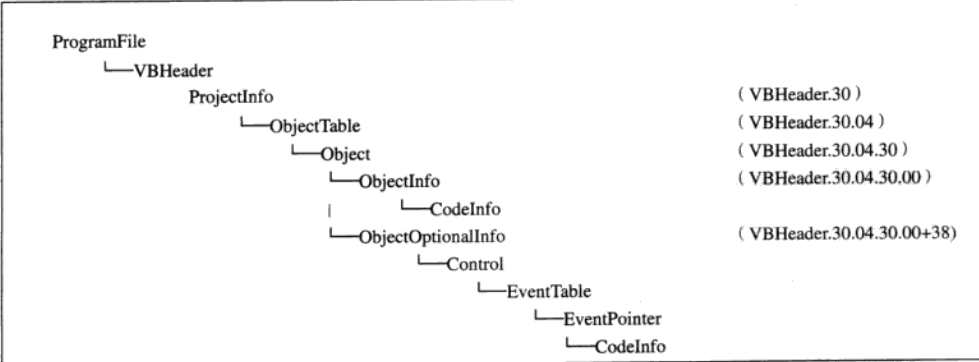 ProgramFile
VBHeader
ProjectInfo (VBHeader.30)
ObjectTable (VBHeader.30.04)
Object (VBHeader.30.04.30)
ObjectInfo (VBHeader.30.04.30.00)
CodeInfo
ObjectOptionalInfo (VBHeader.30.04.30.00+38)
Control
EventTable
EventPointer
CodeInfo